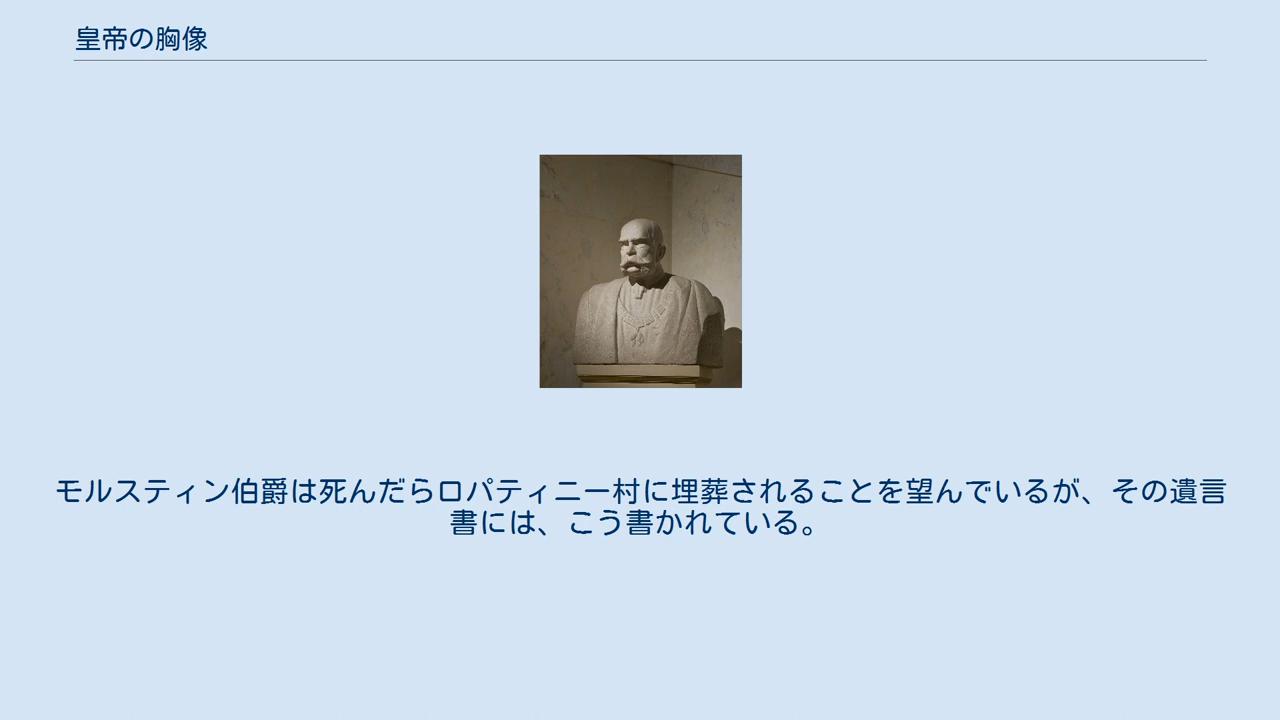 皇帝の胸像
モルスティン伯爵は死んだらロパティニー村に埋葬されることを望んでいるが、その遺言
書には、こう書かれている。